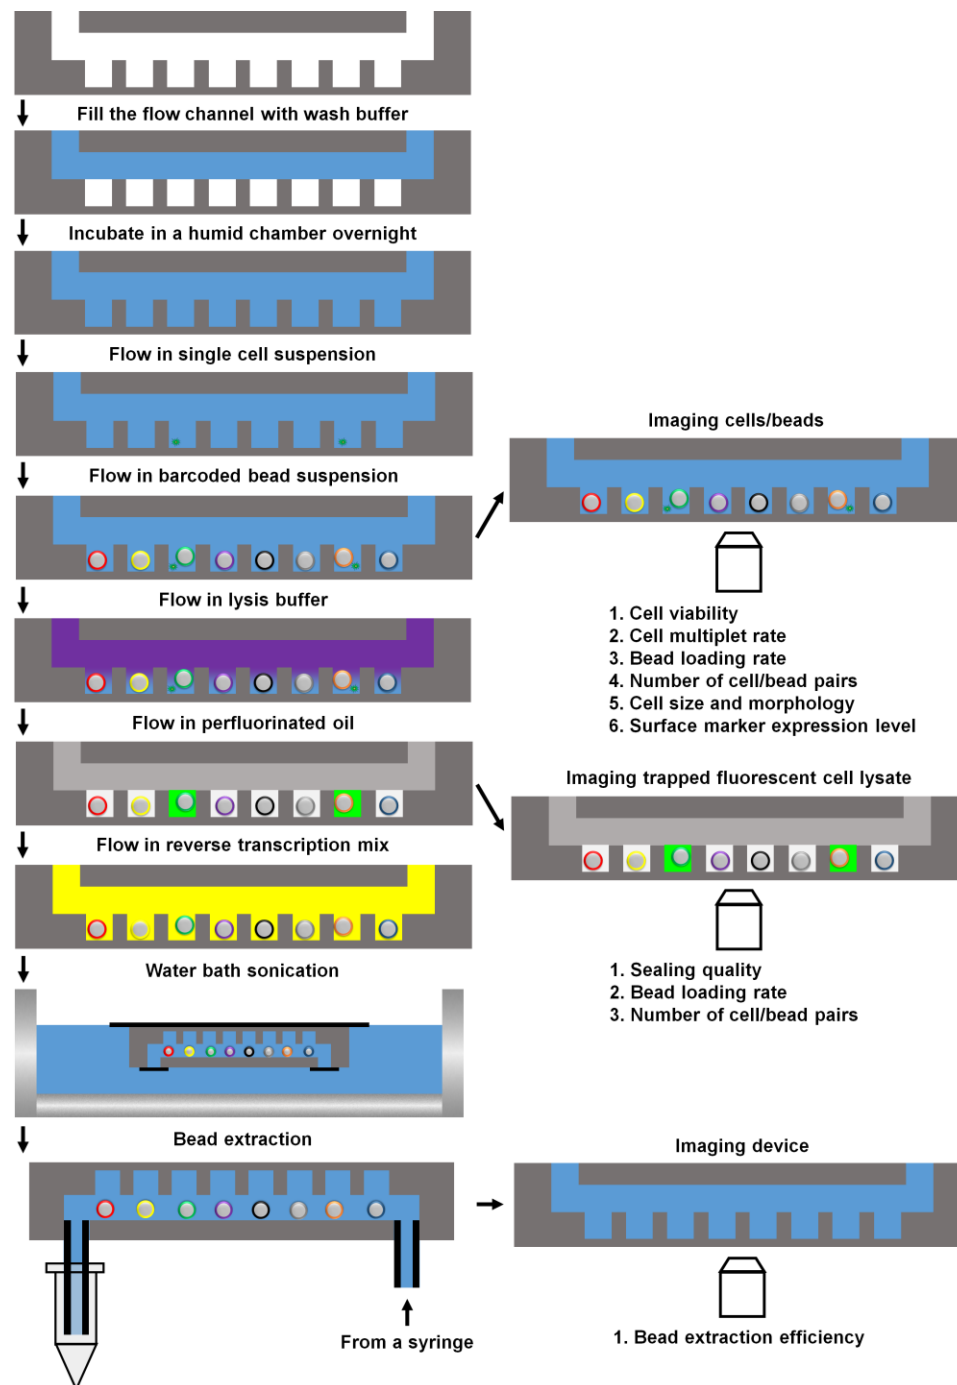 Fill the flow channel with wash buffer
Incubate in a humid chamber overnight
Flow in single cell suspension
Flow in barcoded bead suspension
Imaging cells/beads
1. Cell viability
2. Cell multiplet rate
3. Bead loading rate
4. Number of cell/bead pairs
5. Cell size and morphology
6. Surface marker expression level
Flow in lysis buffer
Flow in perfluorinated oil
Imaging trapped fluorescent cell lysate
1. Sealing quality
2. Bead loading rate
3. Number of cell/bead pairs
Flow in reverse transcription mix
Water bath sonication
Bead extraction
From a syringe
Imaging device
1. Bead extraction efficiency